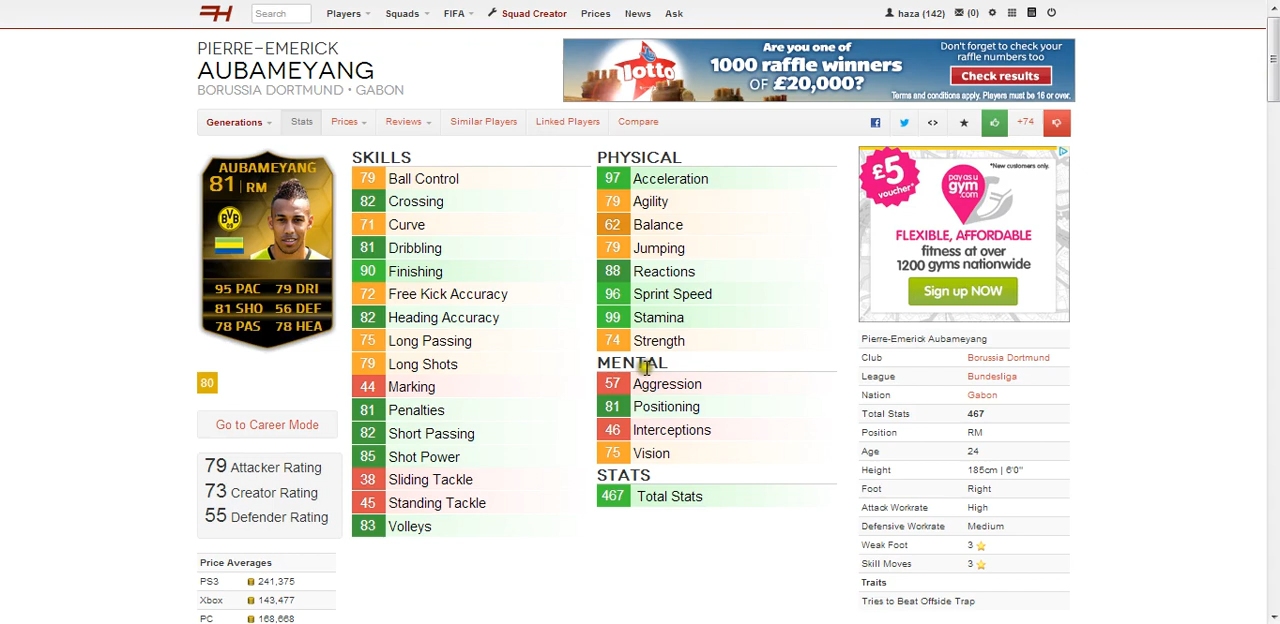 Search
Players
Squads
FIFA
Squad Creator
Prices
News
Ask
haza (142)
(0)
PIERRE-EMERICK
AUBAMEYANG
BORUSSIA DORTMUND • GABON
lotto
Are you one of
1000 raffle winners
OF £20,000?
Don't forget to check your
raffle numbers too
Check results
Terms and conditions apply. Players must be 16 or over.
Generations
Stats
Prices
Reviews
Similar Players
Linked Players
Compare
+74
AUBAMEYANG
81 | RM
BVB
09
95 PAC 79 DRI
81 SHO 56 DEF
78 PAS 78 HEA
80
Go to Career Mode
79 Attacker Rating
73 Creator Rating
55 Defender Rating
Price Averages
PS3 241,375
Xbox 143,477
PC 168,668
SKILLS
79 Ball Control
82 Crossing
71 Curve
81 Dribbling
90 Finishing
72 Free Kick Accuracy
82 Heading Accuracy
75 Long Passing
79 Long Shots
44 Marking
81 Penalties
82 Short Passing
85 Shot Power
38 Sliding Tackle
45 Standing Tackle
83 Volleys
PHYSICAL
97 Acceleration
79 Agility
62 Balance
79 Jumping
88 Reactions
96 Sprint Speed
99 Stamina
74 Strength
MENTAL
57 Aggression
81 Positioning
46 Interceptions
75 Vision
STATS
467 Total Stats
£5
voucher*
*New customers only.
pay as u
gym
.com
FLEXIBLE, AFFORDABLE
fitness at over
1200 gyms nationwide
Sign up NOW
Pierre-Emerick Aubameyang
Club Borussia Dortmund
League Bundesliga
Nation Gabon
Total Stats 467
Position RM
Age 24
Height 185cm | 6'0"
Foot Right
Attack Workrate High
Defensive Workrate Medium
Weak Foot 3
Skill Moves 3
Traits
Tries to Beat Offside Trap